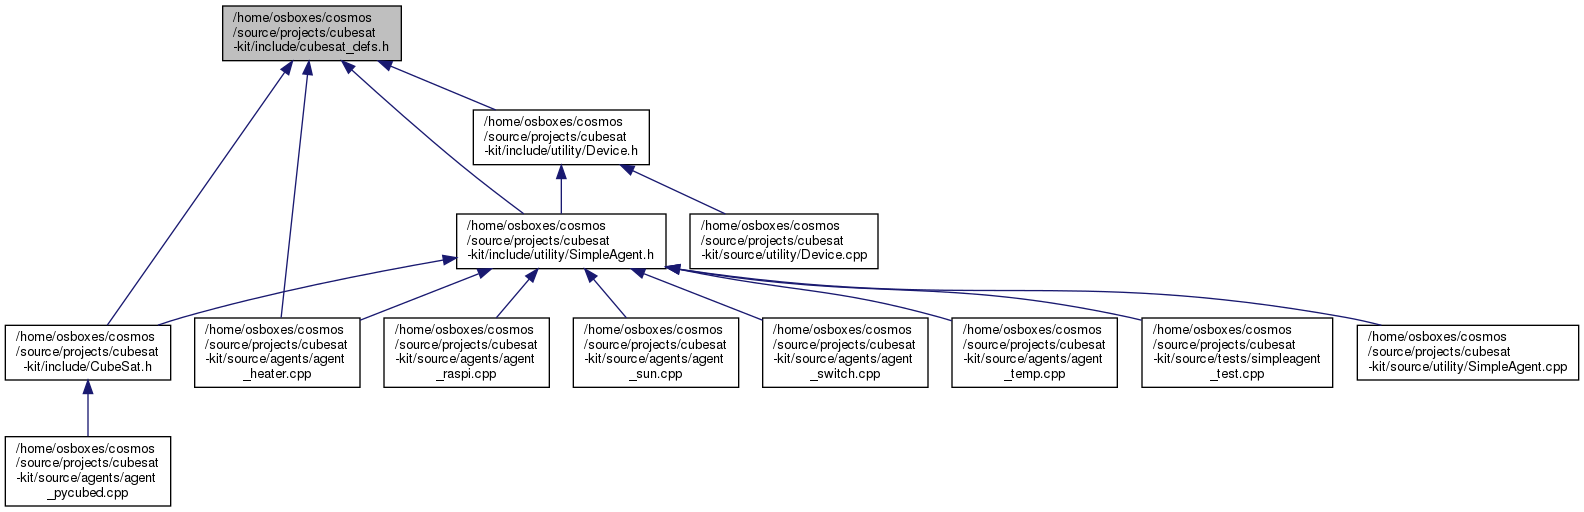 /home/osboxes/cosmos
/source/projects/cubesat
-kit/include/cubesat_defs.h
/home/osboxes/cosmos
/source/projects/cubesat
-kit/include/utility/Device.h
/home/osboxes/cosmos
/source/projects/cubesat
-kit/include/utility/SimpleAgent.h
/home/osboxes/cosmos
/source/projects/cubesat
-kit/source/utility/Device.cpp
/home/osboxes/cosmos
/source/projects/cubesat
-kit/include/CubeSat.h
/home/osboxes/cosmos
/source/projects/cubesat
-kit/source/agents/agent
_heater.cpp
/home/osboxes/cosmos
/source/projects/cubesat
-kit/source/agents/agent
_raspi.cpp
/home/osboxes/cosmos
/source/projects/cubesat
-kit/source/agents/agent
_sun.cpp
/home/osboxes/cosmos
/source/projects/cubesat
-kit/source/agents/agent
_switch.cpp
/home/osboxes/cosmos
/source/projects/cubesat
-kit/source/agents/agent
_temp.cpp
/home/osboxes/cosmos
/source/projects/cubesat
-kit/source/tests/simpleagent
_test.cpp
/home/osboxes/cosmos
/source/projects/cubesat
-kit/source/utility/SimpleAgent.cpp
/home/osboxes/cosmos
/source/projects/cubesat
-kit/source/agents/agent
_pycubed.cpp